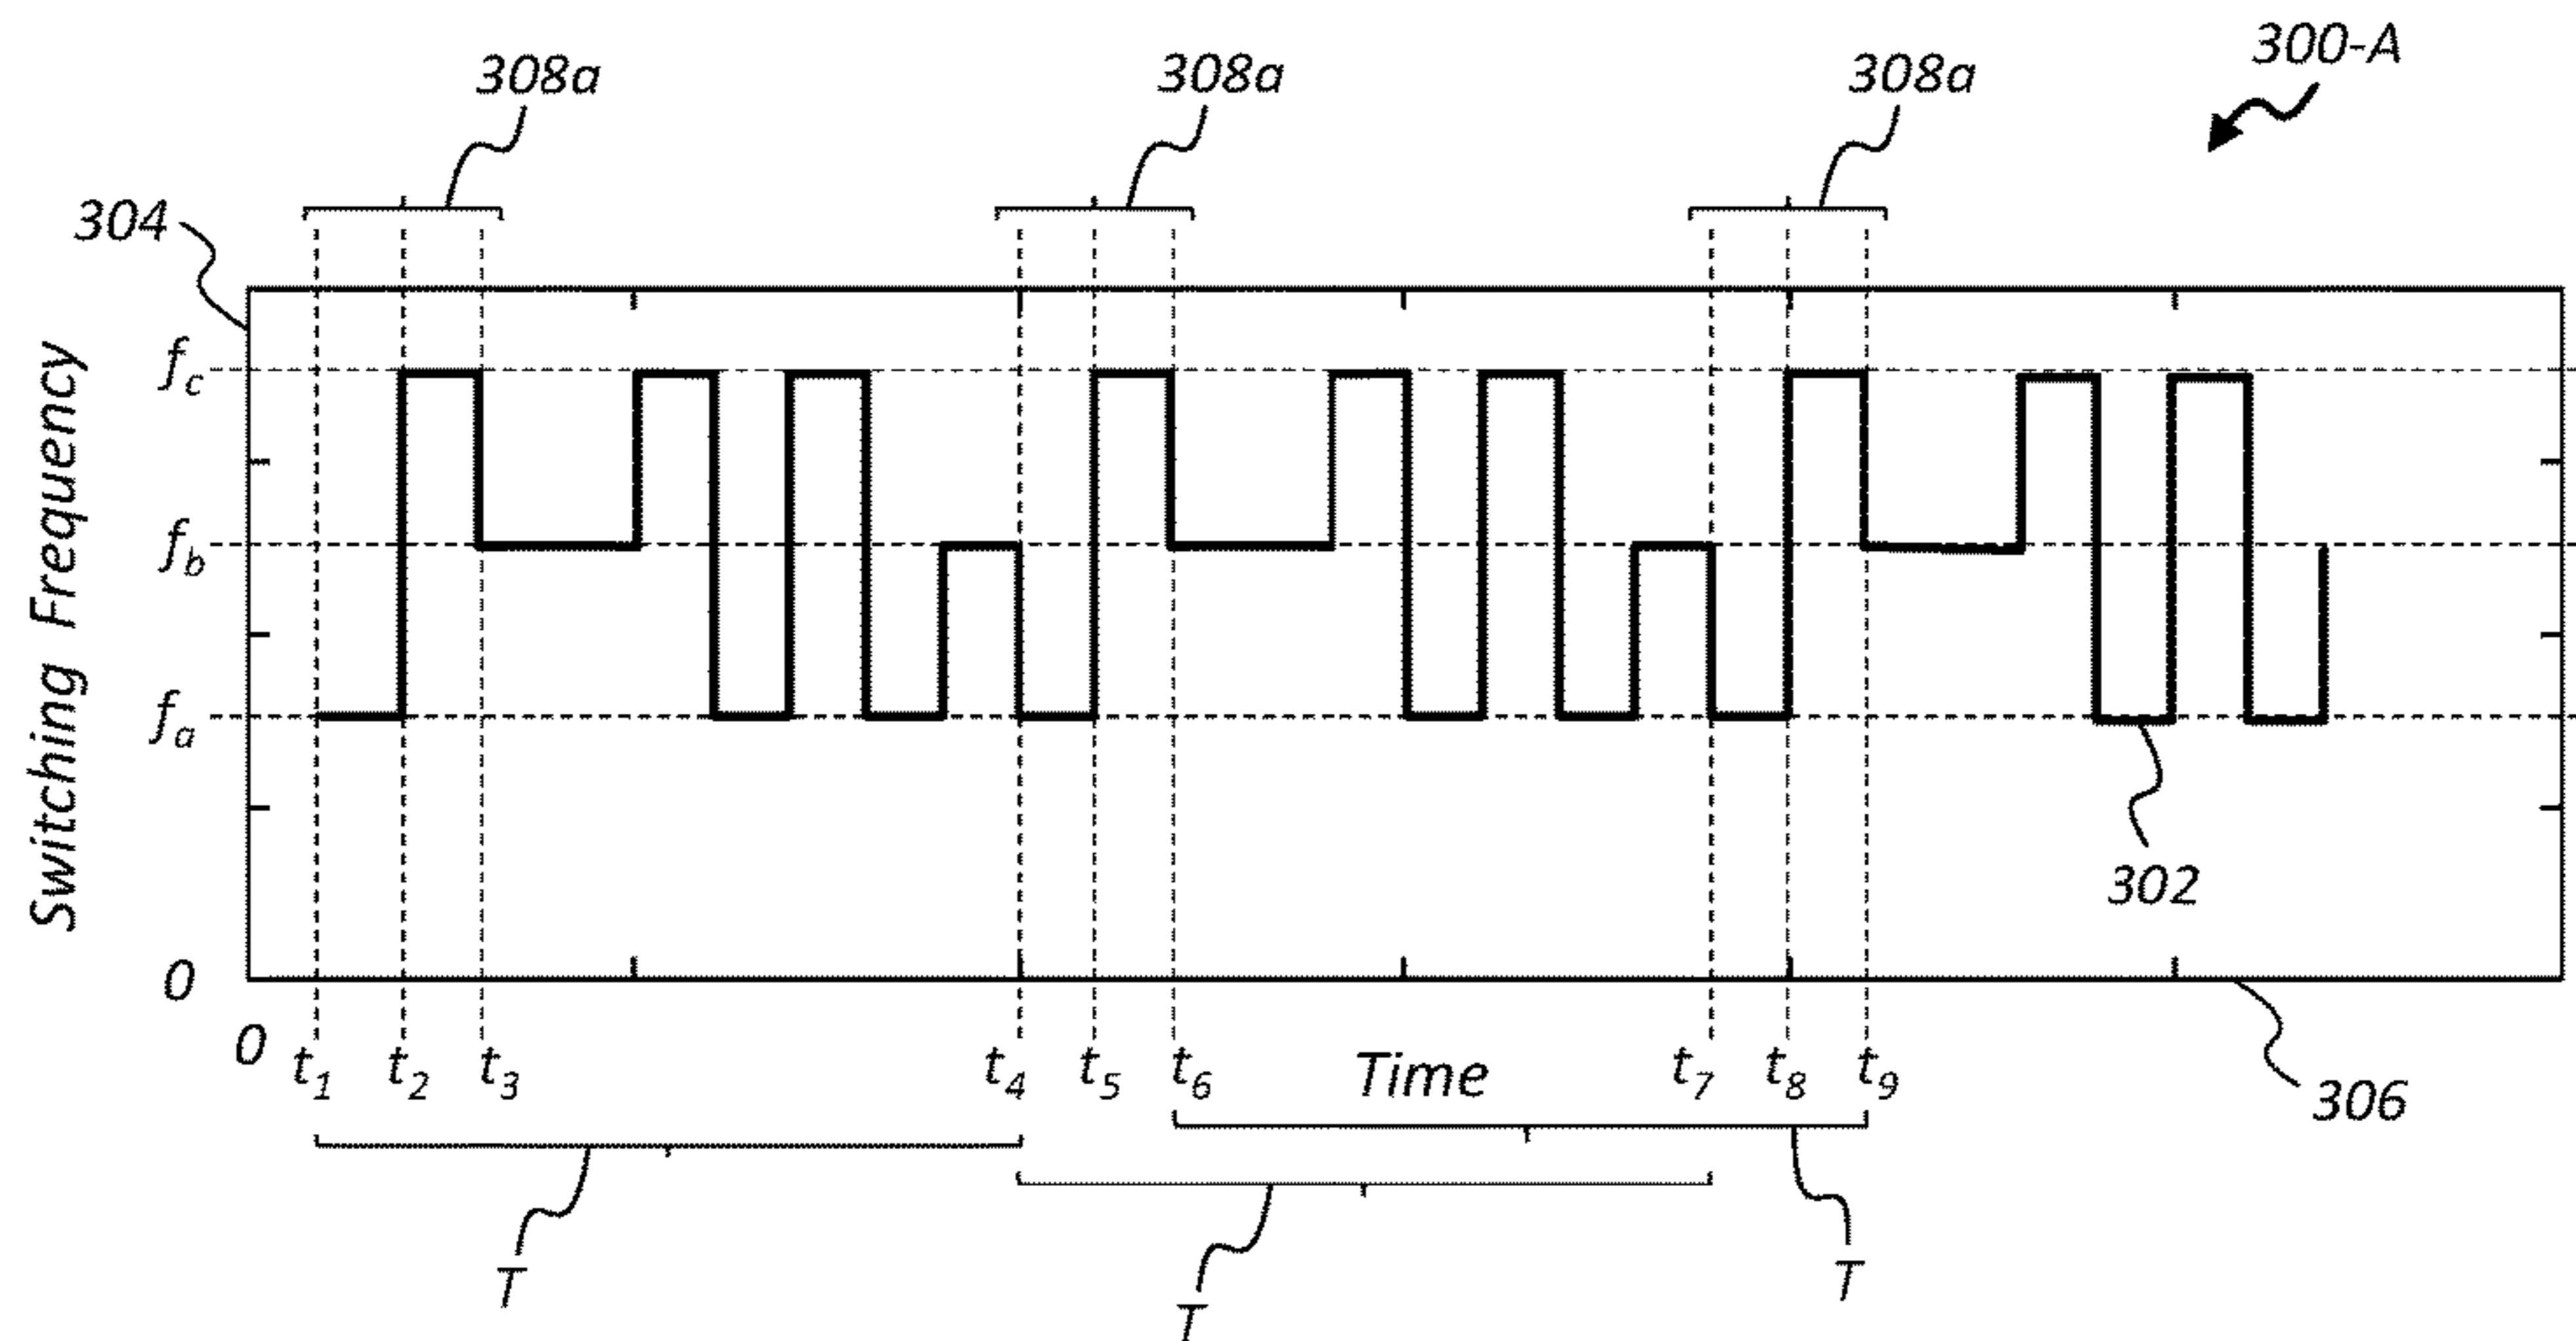 300-A
308a 308a 308a
304
Switching Frequency
f_c
f_b
f_a
302
0
0 t_1 t_2 t_3 t_4 t_5 t_6 Time t_7 t_8 t_9
306
T T T